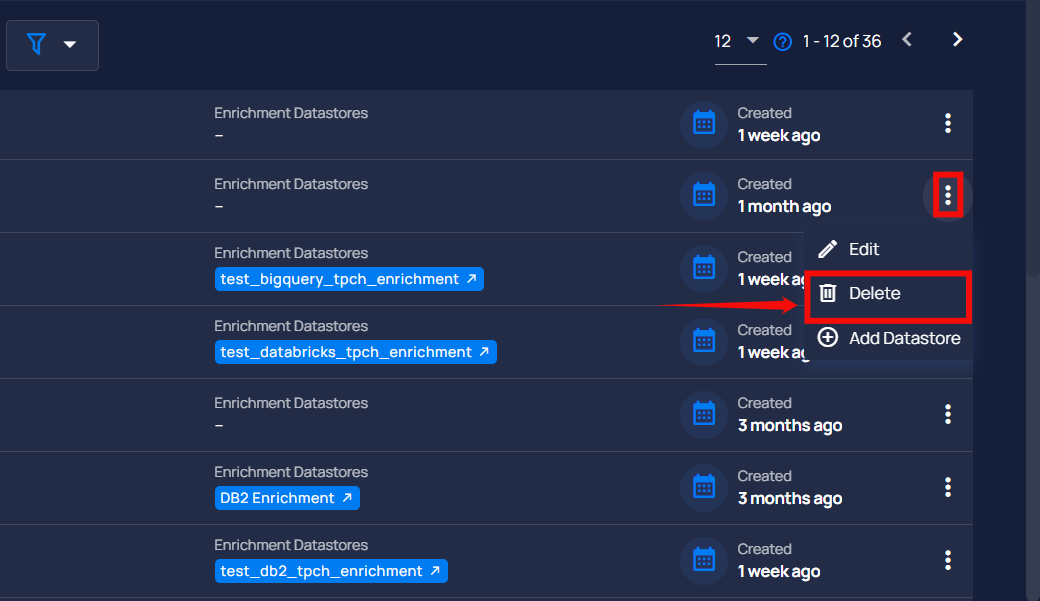 12
1 - 12 of 36
Enrichment Datastores
–
Created
1 week ago
Enrichment Datastores
–
Created
1 month ago
Edit
Delete
Add Datastore
Enrichment Datastores
test_bigquery_tpch_enrichment
Created
1 week ag
Enrichment Datastores
test_databricks_tpch_enrichment
Created
1 week ag
Enrichment Datastores
–
Created
3 months ago
Enrichment Datastores
DB2 Enrichment
Created
3 months ago
Enrichment Datastores
test_db2_tpch_enrichment
Created
1 week ago